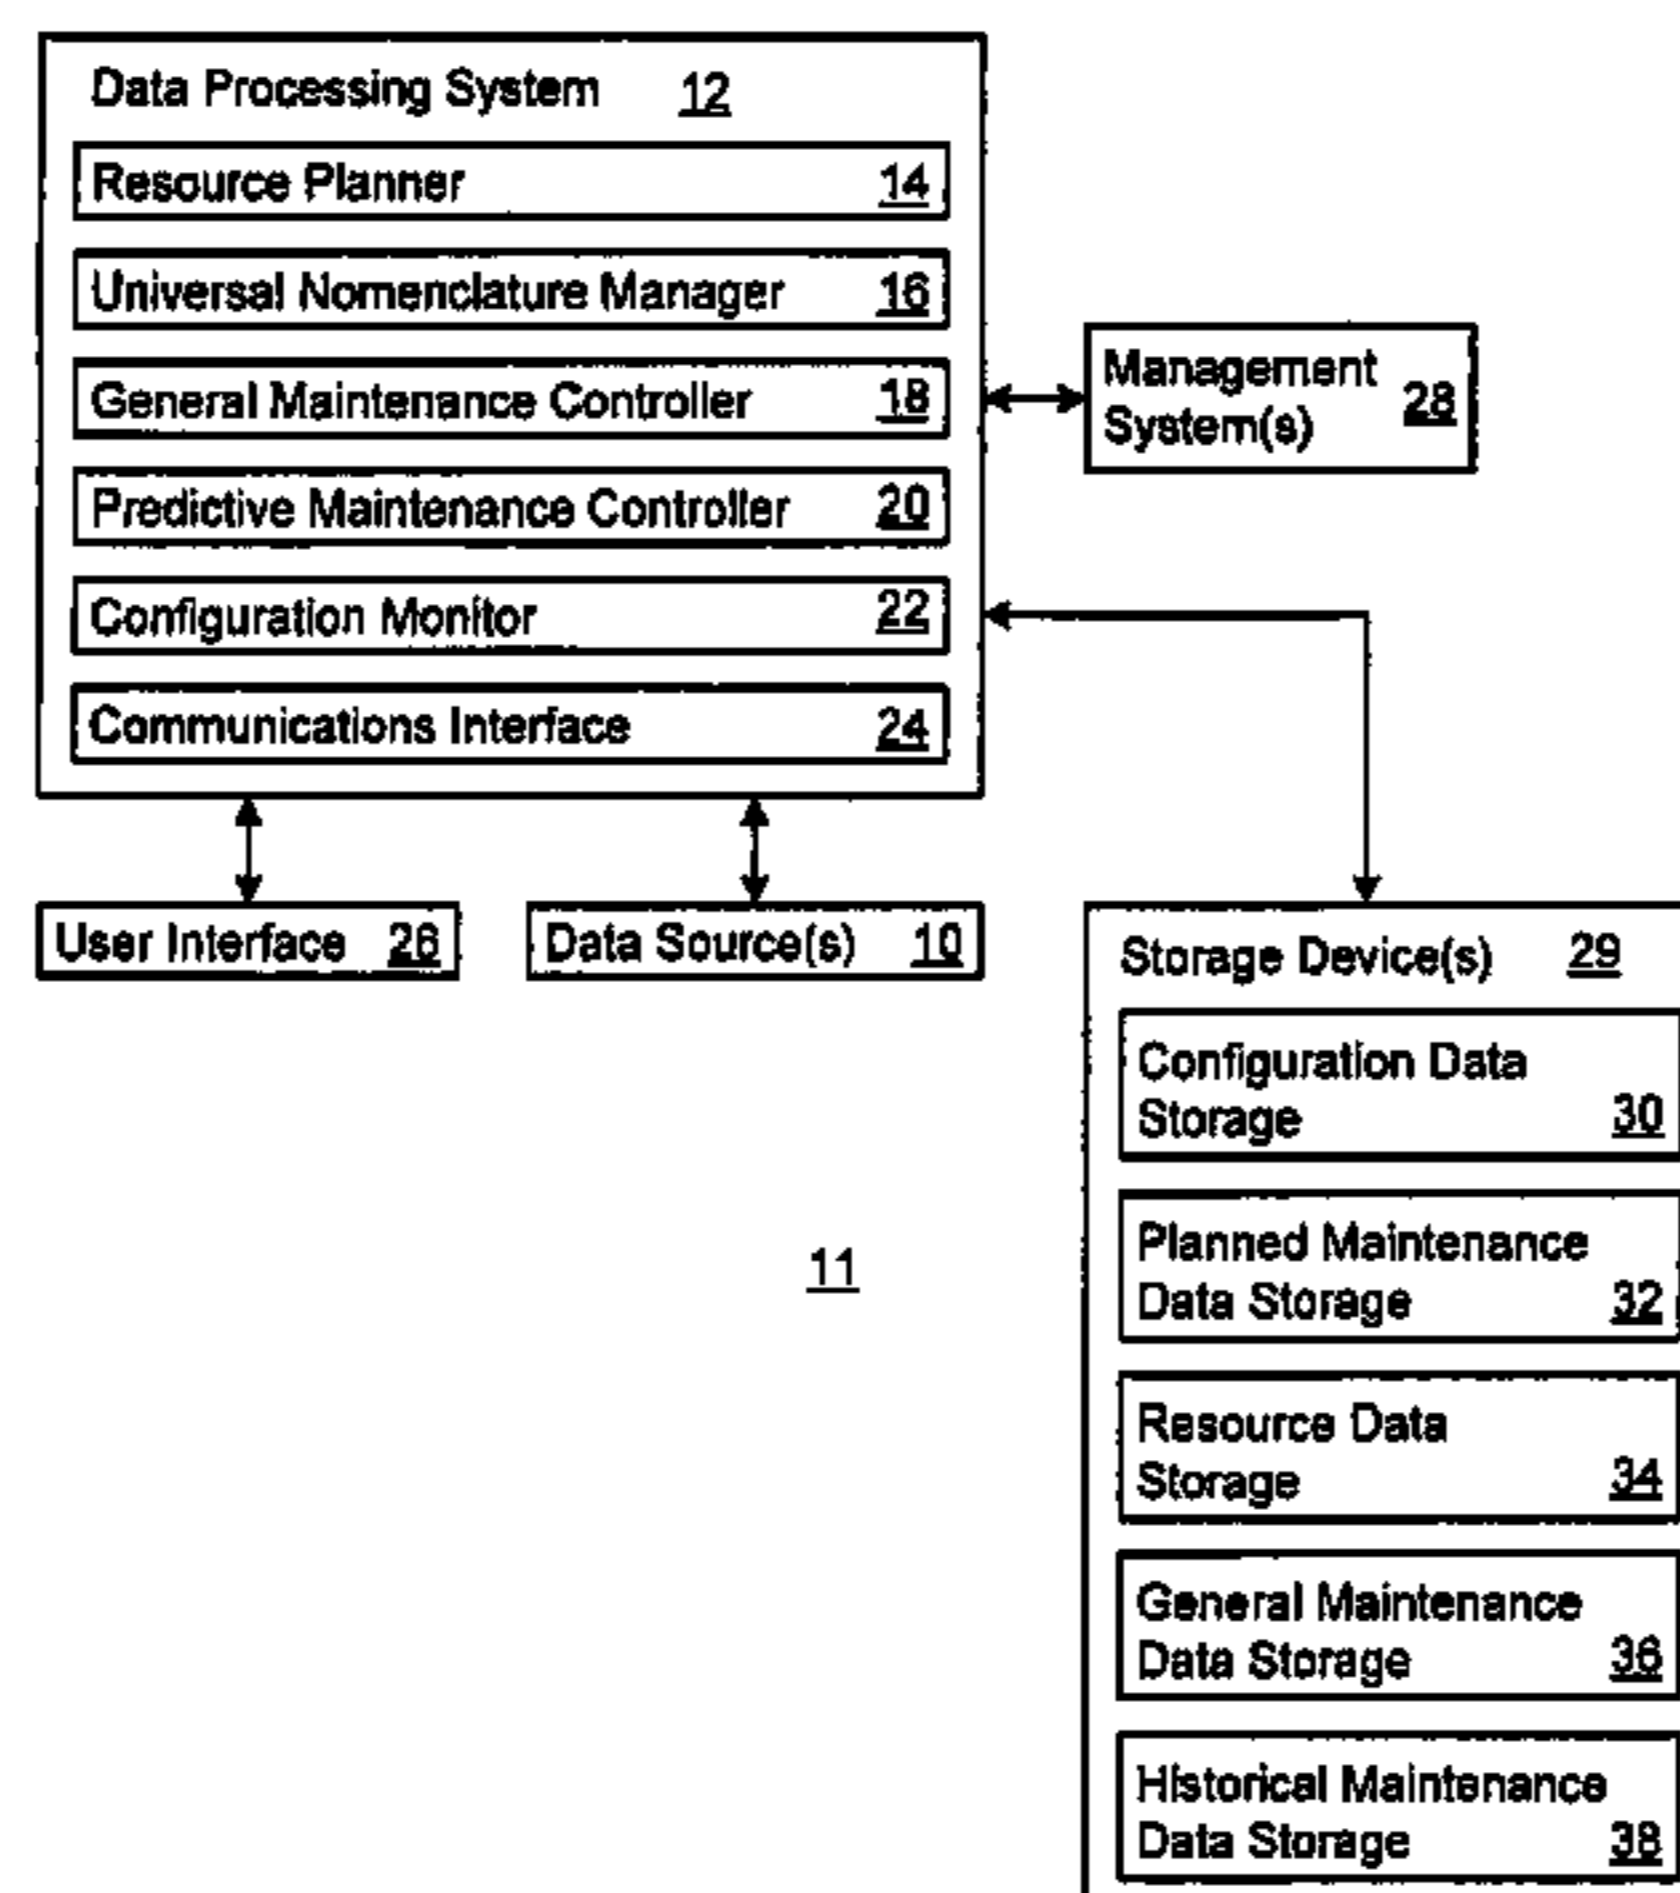 Data Processing System 12
Resource Planner 14
Universal Nomenclature Manager 16
General Maintenance Controller 18
Predictive Maintenance Controller 20
Configuration Monitor 22
Communications Interface 24
Management
System(s) 28
User Interface 26
Data Source(s) 10
Storage Device(s) 29
Configuration Data
Storage 30
Planned Maintenance
Data Storage 32
Resource Data
Storage 34
General Maintenance
Data Storage 36
Historical Maintenance
Data Storage 38
11